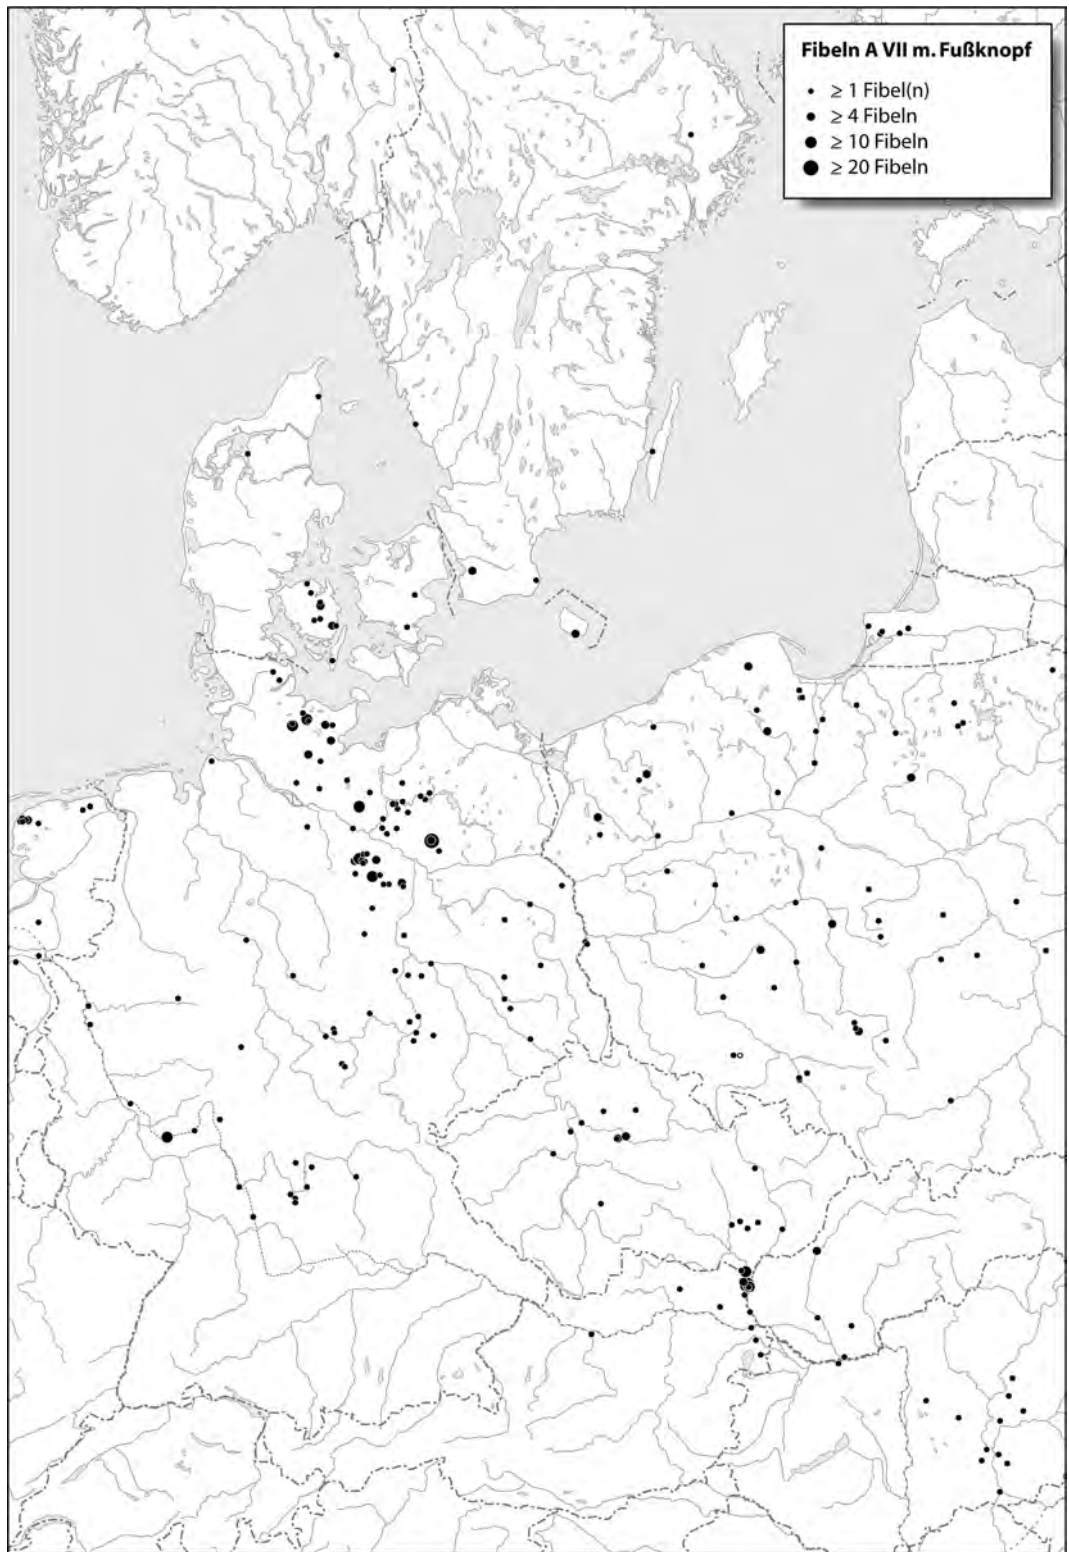 Fibeln A VII m. Fußknopf
≥ 1 Fibel(n)
≥ 4 Fibeln
≥ 10 Fibeln
≥ 20 Fibeln